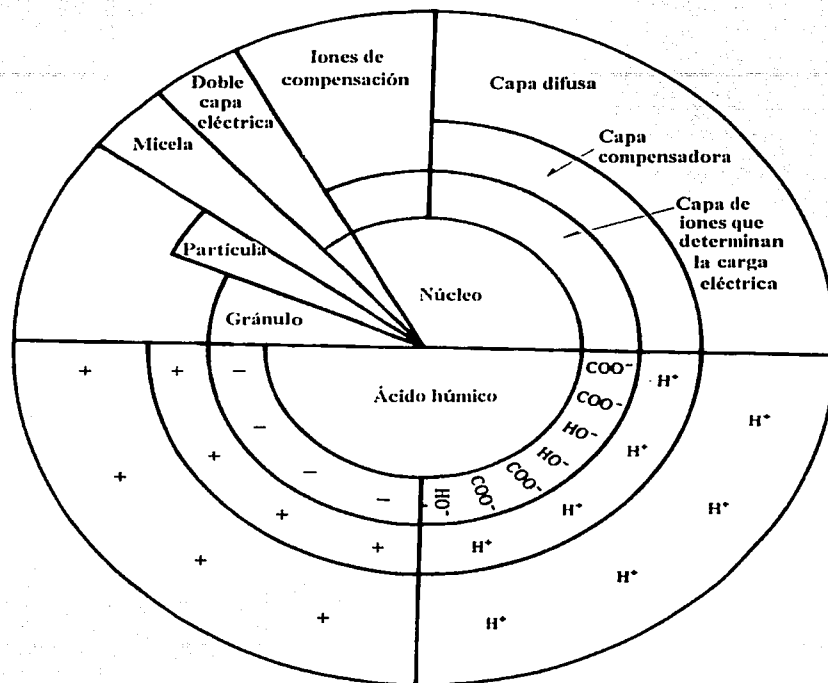 Iones de
compensación
Doble
capa
eléctrica
Micela
Partícula
Gránulo
Capa difusa
Capa
compensadora
Capa de
iones que
determinan
la carga
eléctrica
Núcleo
Ácido húmico
+ + −
− + +
− + +
− + +
+
COO⁻ H⁺
COO⁻ H⁺
HO⁻ H⁺
HO⁻
COO⁻ H⁺
COO⁻ H⁺
HO⁻ H⁺
H⁺
H⁺